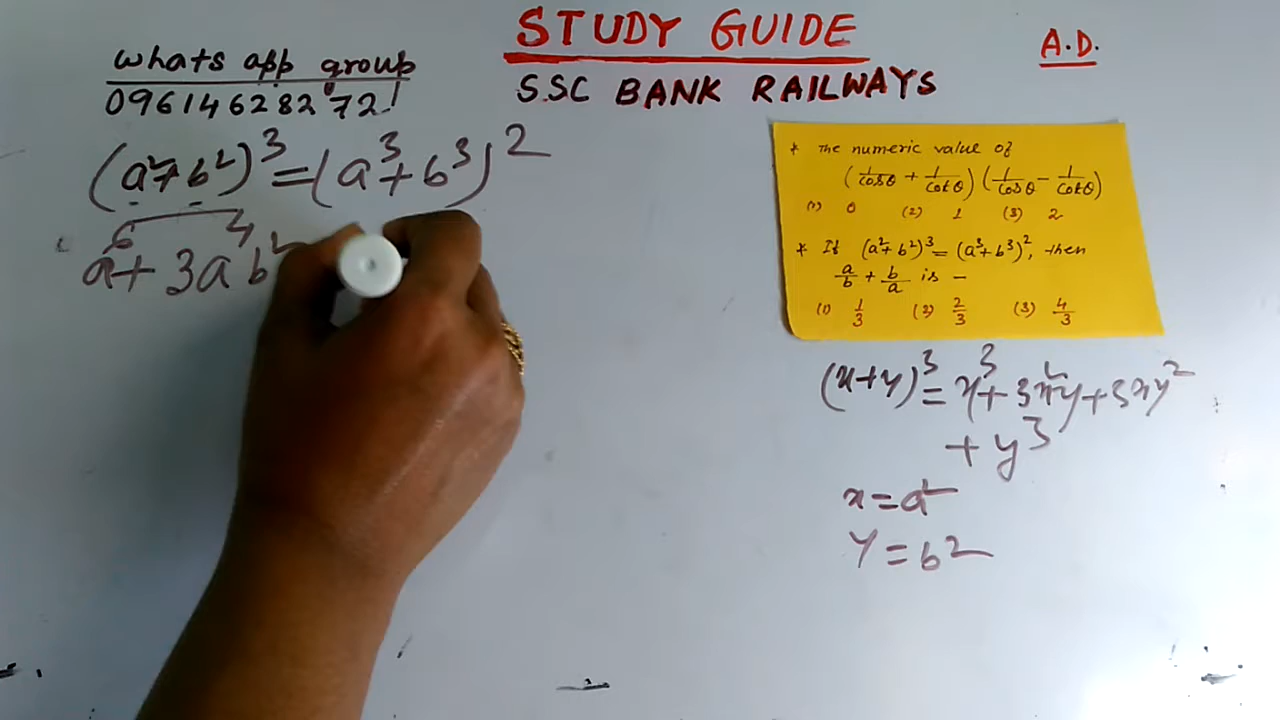 STUDY GUIDE
A.D.
SSC BANK RAILWAYS
Whats app group
09614628272
(a²+b²)³=(a³+b³)²
a⁶+3a⁴b²
* The numeric value of
(1/cosθ + 1/cotθ)(1/cosθ - 1/cotθ)
(1) 0 (2) 1 (3) 2
* If (a²+b²)³=(a³+b³)², then
a/b + b/a is -
(1) 1/3 (2) 2/3 (3) 4/3
(x+y)³=x³+3x²y+3xy²
+y³
x=a²
y=b²